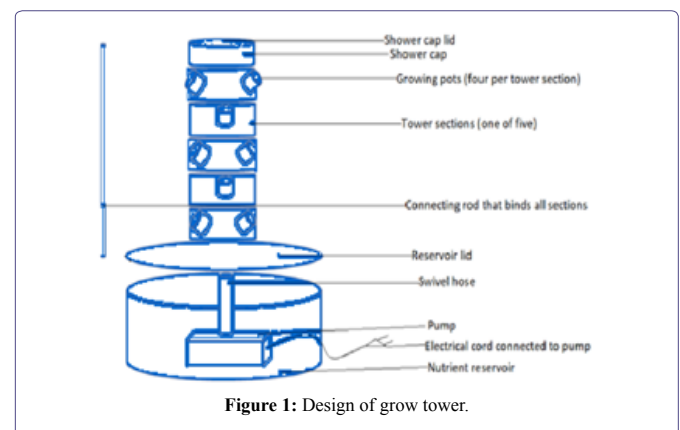 Shower cap lid
Shower cap
Growing pots (four per tower section)
Tower sections (one of five)
Connecting rod that binds all sections
Reservoir lid
Swivel hose
Pump
Electrical cord connected to pump
Nutrient reservoir
Figure 1: Design of grow tower.